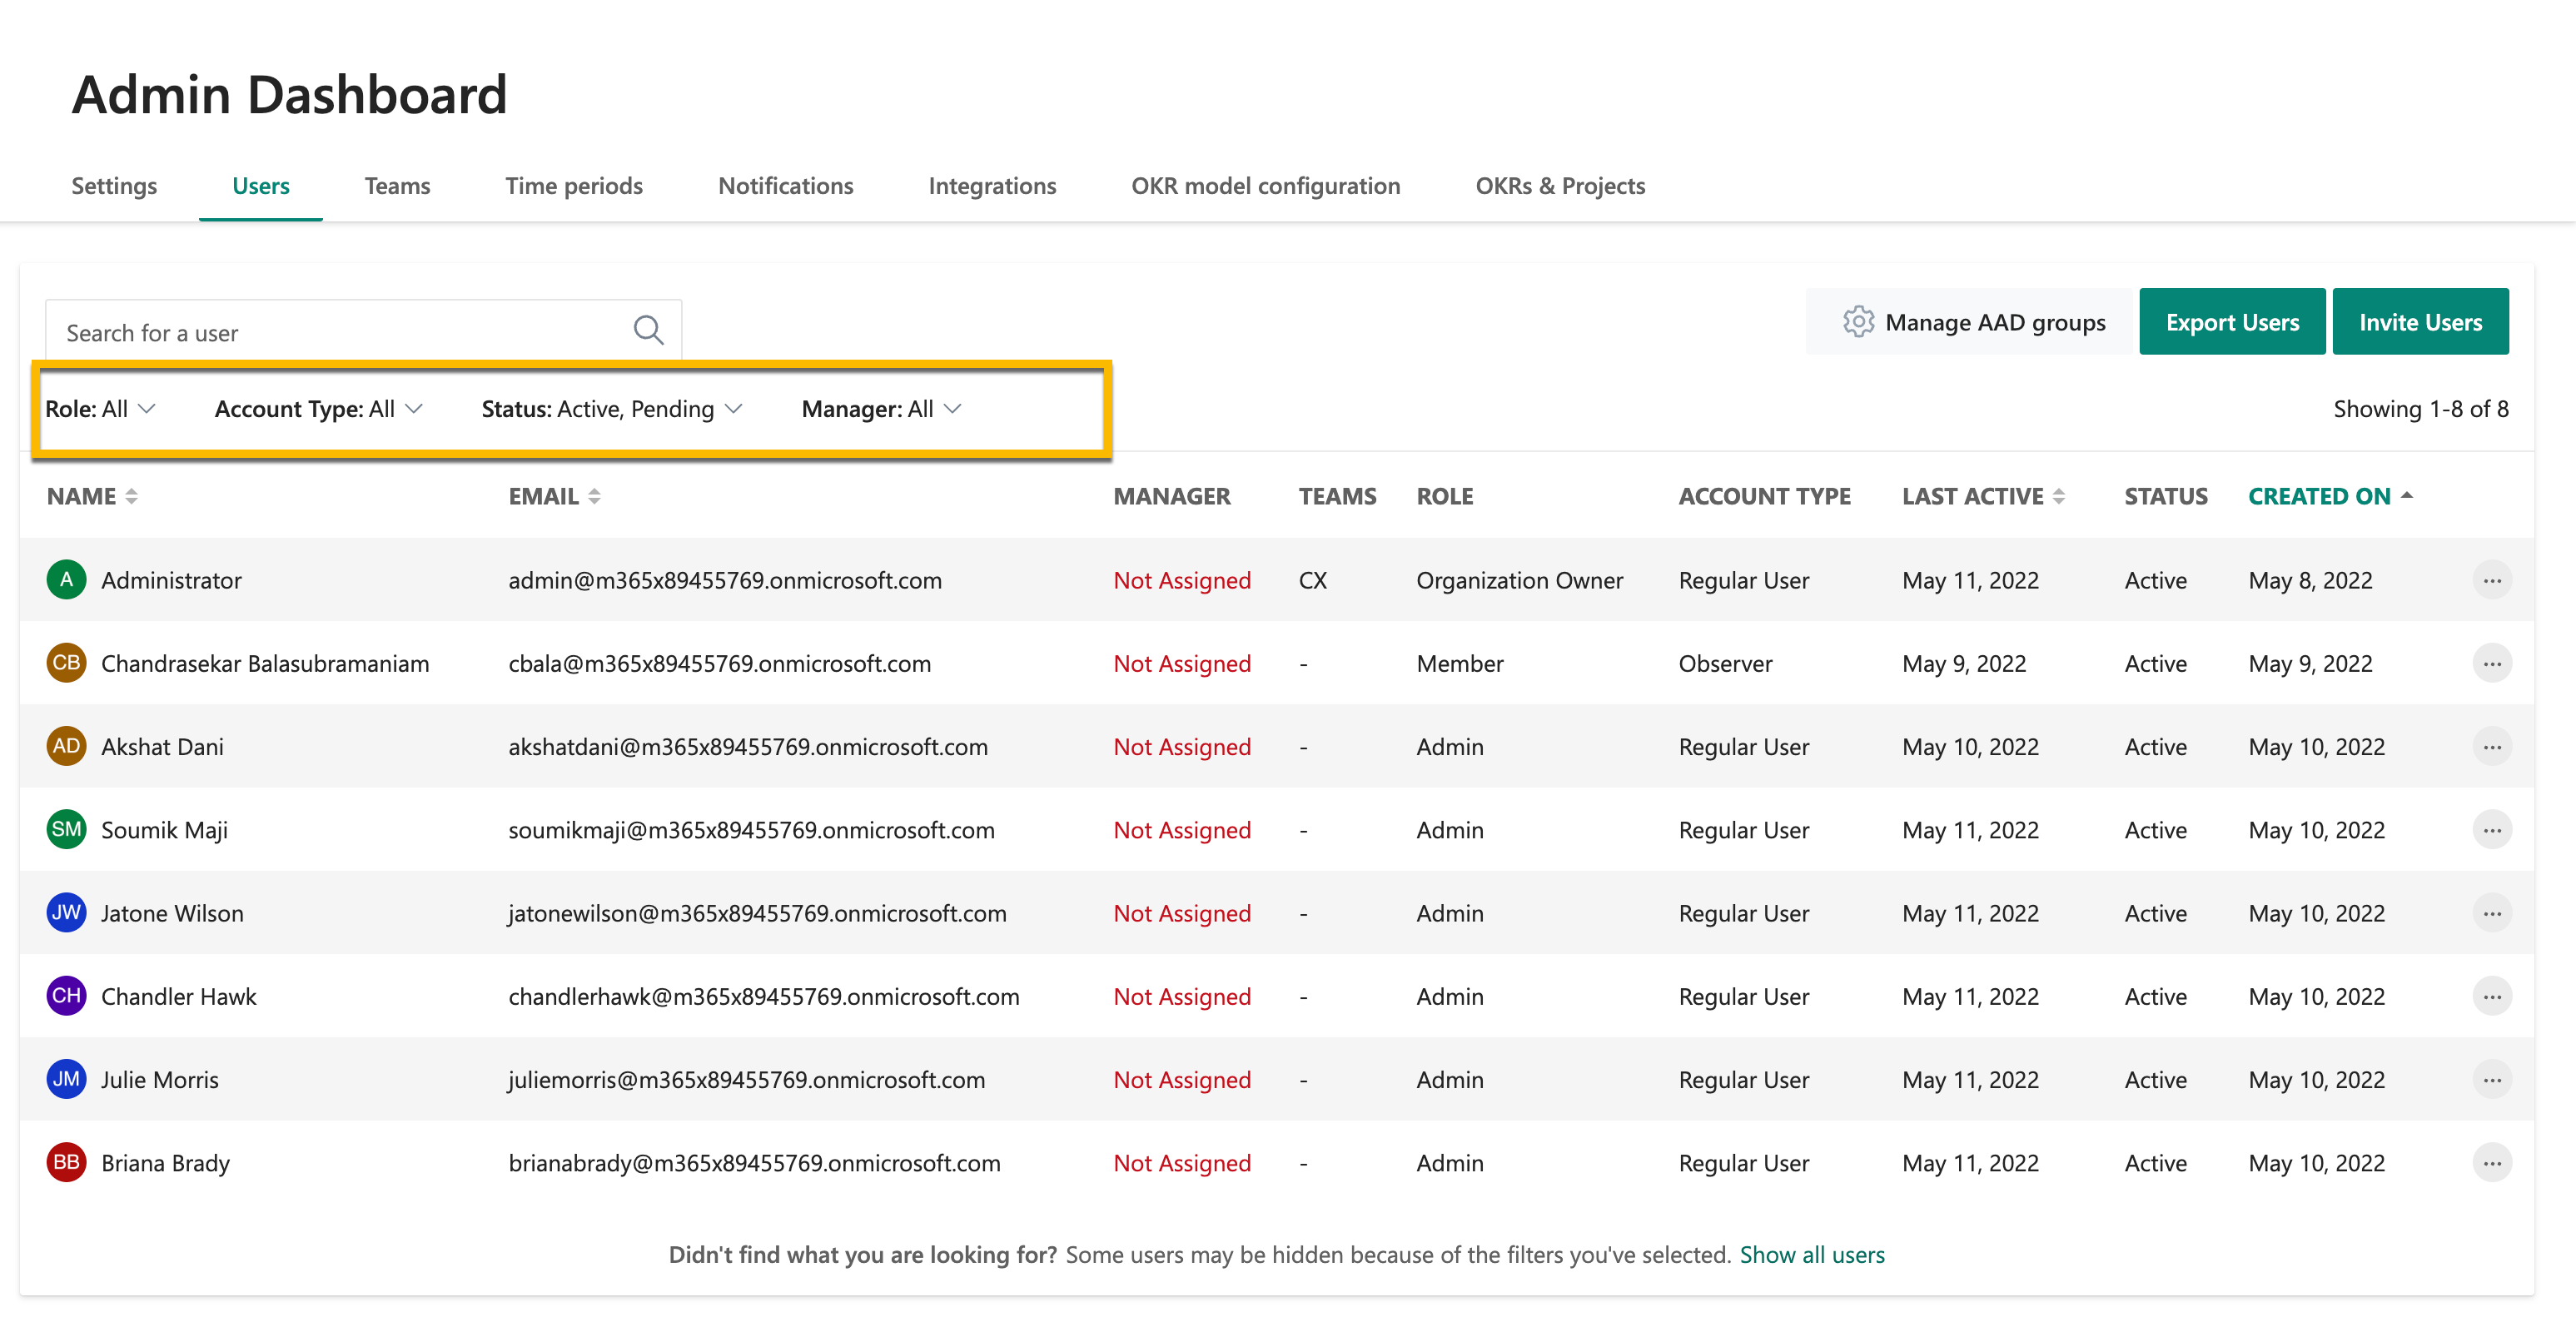 Admin Dashboard
Settings Users Teams Time periods Notifications Integrations OKR model configuration OKRs & Projects
Search for a user Manage AAD groups Export Users Invite Users
Role: All Account Type: All Status: Active, Pending Manager: All Showing 1-8 of 8
NAME EMAIL MANAGER TEAMS ROLE ACCOUNT TYPE LAST ACTIVE STATUS CREATED ON
A Administrator admin@m365x89455769.onmicrosoft.com Not Assigned CX Organization Owner Regular User May 11, 2022 Active May 8, 2022 ...
CB Chandrasekar Balasubramaniam cbala@m365x89455769.onmicrosoft.com Not Assigned - Member Observer May 9, 2022 Active May 9, 2022 ...
AD Akshat Dani akshatdani@m365x89455769.onmicrosoft.com Not Assigned - Admin Regular User May 10, 2022 Active May 10, 2022 ...
SM Soumik Maji soumikmaji@m365x89455769.onmicrosoft.com Not Assigned - Admin Regular User May 11, 2022 Active May 10, 2022 ...
JW Jatone Wilson jatonewilson@m365x89455769.onmicrosoft.com Not Assigned - Admin Regular User May 11, 2022 Active May 10, 2022 ...
CH Chandler Hawk chandlerhawk@m365x89455769.onmicrosoft.com Not Assigned - Admin Regular User May 11, 2022 Active May 10, 2022 ...
JM Julie Morris juliemorris@m365x89455769.onmicrosoft.com Not Assigned - Admin Regular User May 11, 2022 Active May 10, 2022 ...
BB Briana Brady brianabrady@m365x89455769.onmicrosoft.com Not Assigned - Admin Regular User May 11, 2022 Active May 10, 2022 ...
Didn't find what you are looking for? Some users may be hidden because of the filters you've selected. Show all users